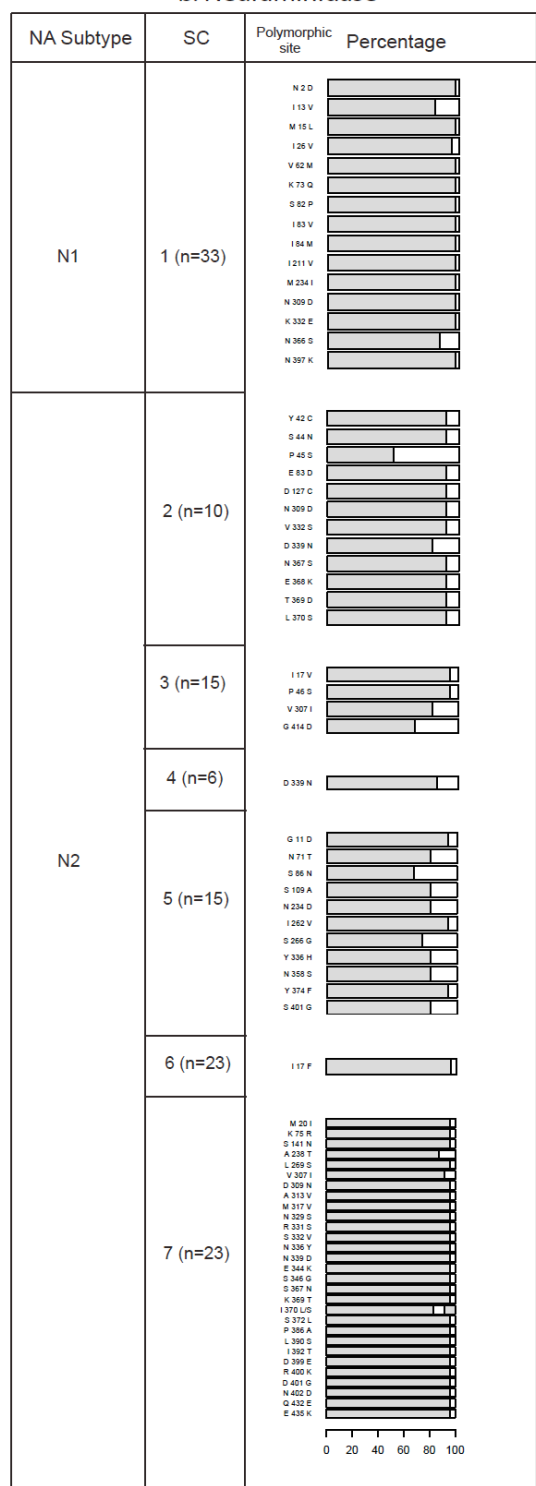 NA Subtype SC Polymorphic site Percentage
N1
1 (n=33)
N 2 D
I 13 V
M 15 L
I 26 V
V 62 M
K 73 Q
S 82 P
I 83 V
I 84 M
I 211 V
M 234 I
N 309 D
K 332 E
N 366 S
N 397 K
N2
2 (n=10)
Y 42 C
S 44 N
P 45 S
E 83 D
D 127 C
N 309 D
V 332 S
D 339 N
N 367 S
E 368 K
T 369 D
L 370 S
3 (n=15)
I 17 V
P 46 S
V 307 I
G 414 D
4 (n=6)
D 339 N
5 (n=15)
G 11 D
N 71 T
S 86 N
S 109 A
N 234 D
I 262 V
S 266 G
Y 336 H
N 358 S
Y 374 F
S 401 G
6 (n=23)
I 17 F
7 (n=23)
M 20 I
K 75 R
S 141 N
A 238 T
L 269 S
V 307 I
D 309 N
A 313 V
M 317 V
N 329 S
R 331 S
S 332 V
N 336 Y
N 339 D
E 344 K
S 346 G
S 367 N
K 369 T
I 370 L/S
S 372 L
P 386 A
L 390 S
I 392 T
D 399 E
R 400 K
D 401 G
N 402 D
Q 432 E
E 435 K
0 20 40 60 80 100